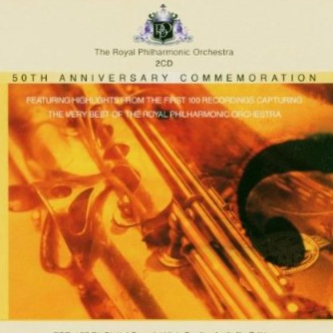 The Royal Philharmonic Orchestra
2CD
50TH ANNIVERSARY COMMEMORATION
FEATURING HIGHLIGHTS FROM THE FIRST 100 RECORDINGS CAPTURING
THE VERY BEST OF THE ROYAL PHILHARMONIC ORCHESTRA